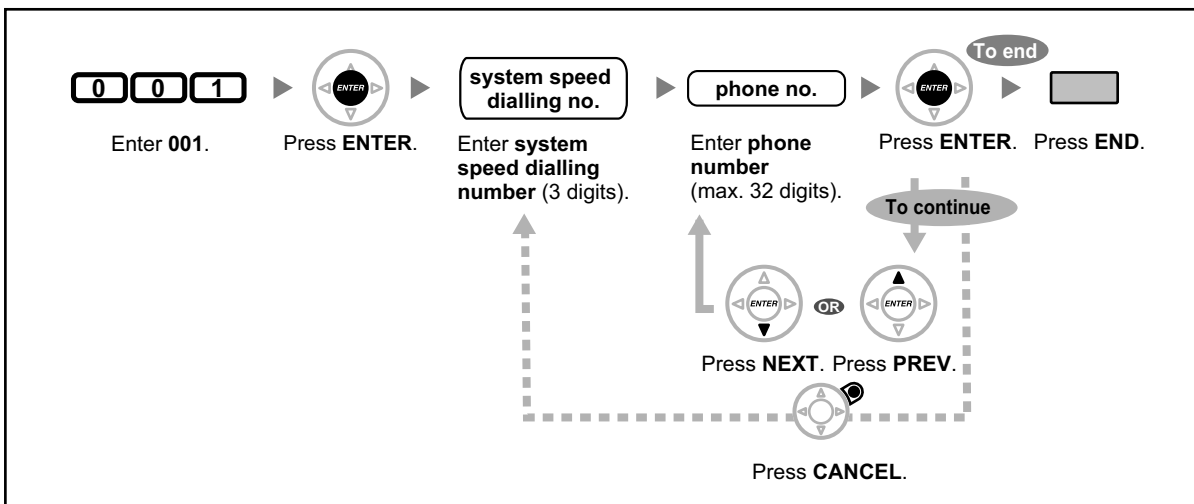 To end
0 0 1
ENTER
system speed
dialling no.
phone no.
ENTER
Enter 001.
Press ENTER.
Enter system
speed dialling
number (3 digits).
Enter phone
number
(max. 32 digits).
Press ENTER.
Press END.
To continue
ENTER
OR
ENTER
Press NEXT.
Press PREV.
Press CANCEL.